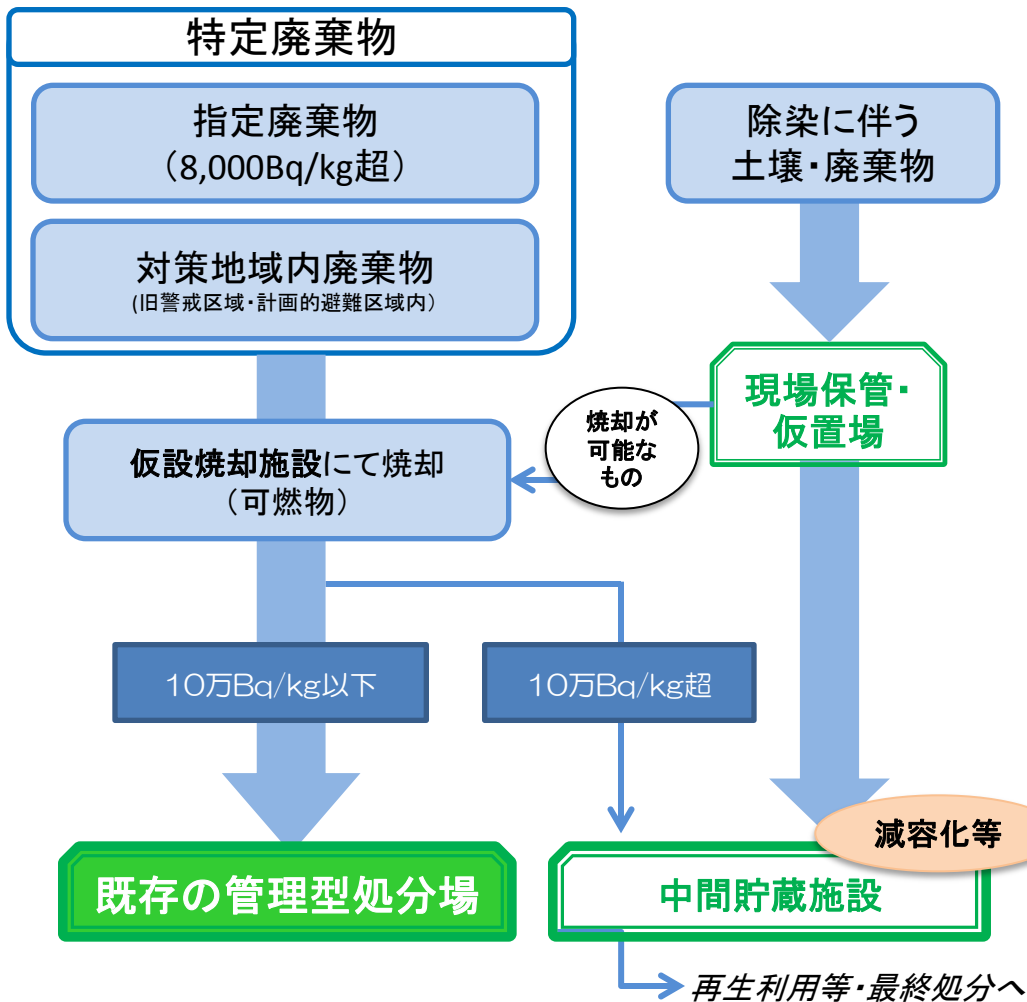 特定廃棄物
指定廃棄物
（8,000Bq/kg超）
対策地域内廃棄物
(旧警戒区域・計画的避難区域内）
除染に伴う
土壌・廃棄物
現場保管・
仮置場
焼却が
可能な
もの
仮設焼却施設にて焼却
（可燃物）
10万Bq/kg以下
10万Bq/kg超
減容化等
既存の管理型処分場
中間貯蔵施設
再生利用等・最終処分へ